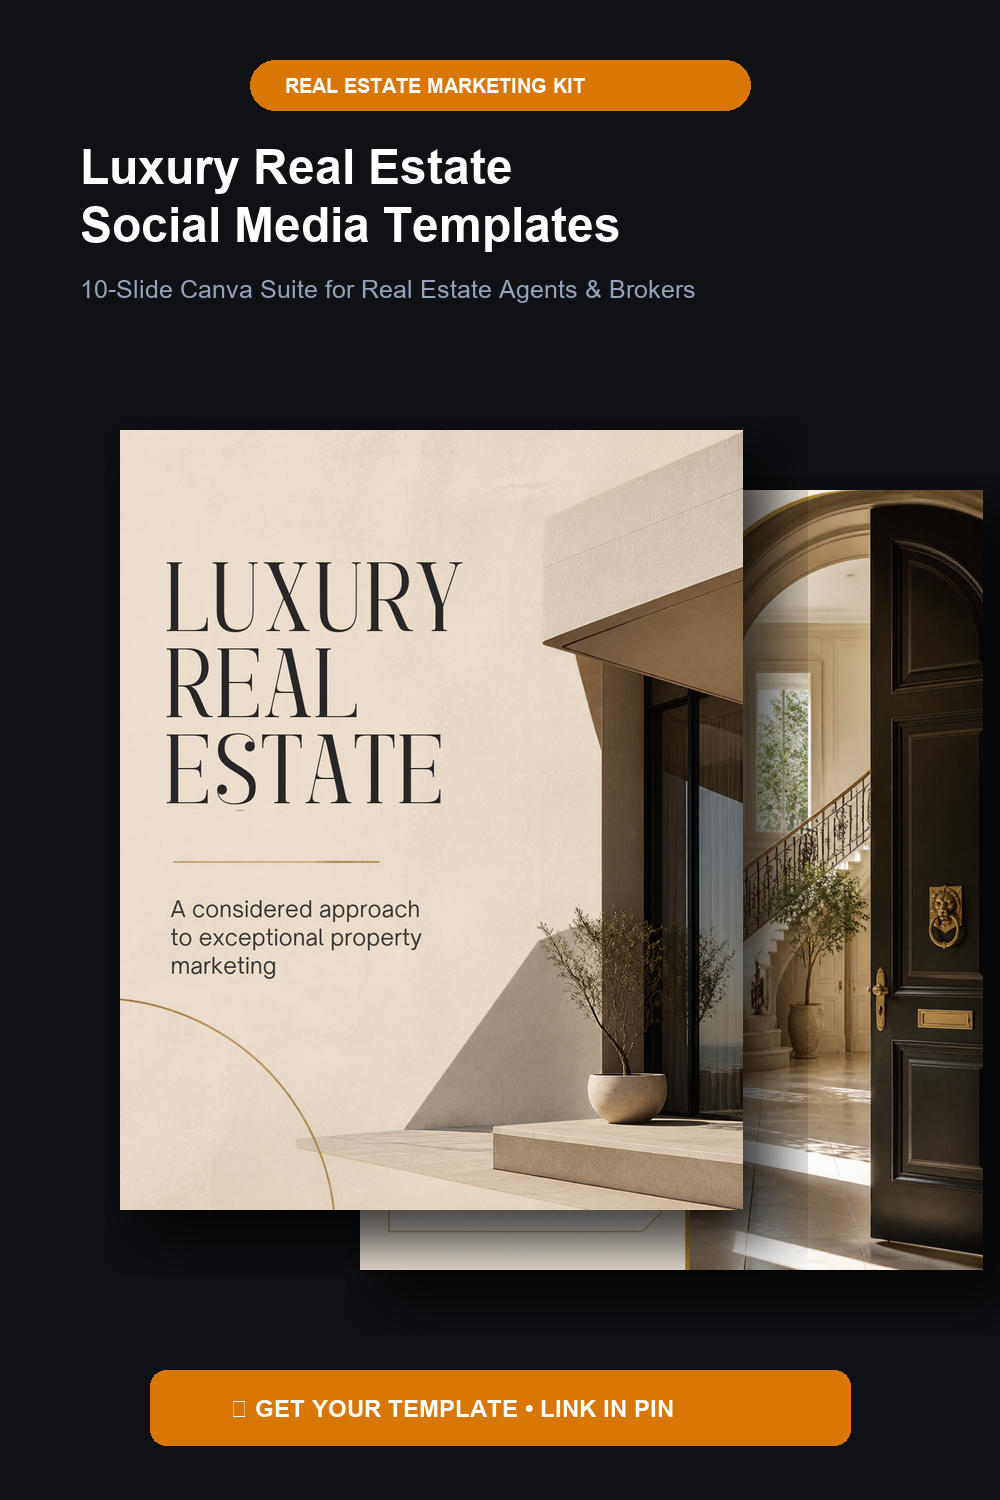 REAL ESTATE MARKETING KIT
Luxury Real Estate
Social Media Templates
10-Slide Canva Suite for Real Estate Agents & Brokers
LUXURY
REAL
ESTATE
A considered approach
to exceptional property
marketing
GET YOUR TEMPLATE • LINK IN PIN